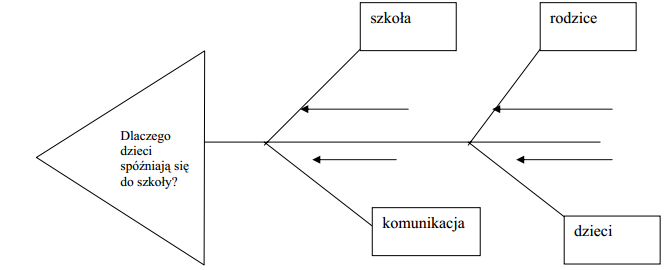 szkoła
rodzice
Dlaczego
dzieci
spóźniają się
do szkoły?
komunikacja
dzieci